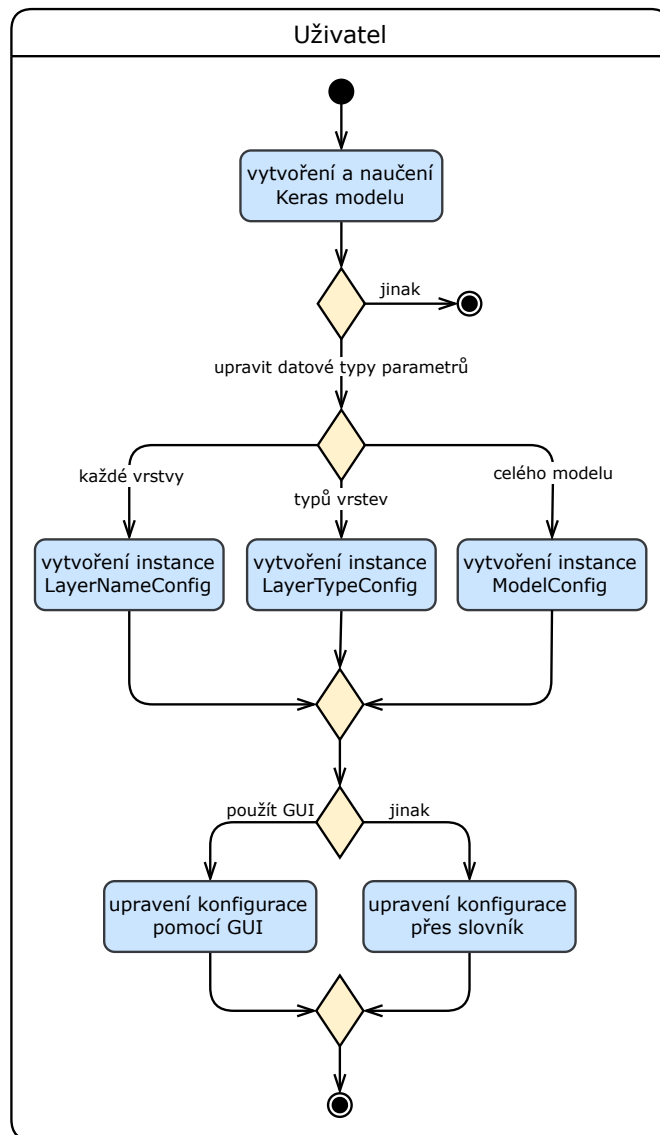 Uživatel
vytvoření a naučení
Keras modelu
jinak
upravit datové typy parametrů
každé vrstvy
typů vrstev
celého modelu
vytvoření instance
LayerNameConfig
vytvoření instance
LayerTypeConfig
vytvoření instance
ModelConfig
použít GUI
jinak
upravení konfigurace
pomocí GUI
upravení konfigurace
přes slovník